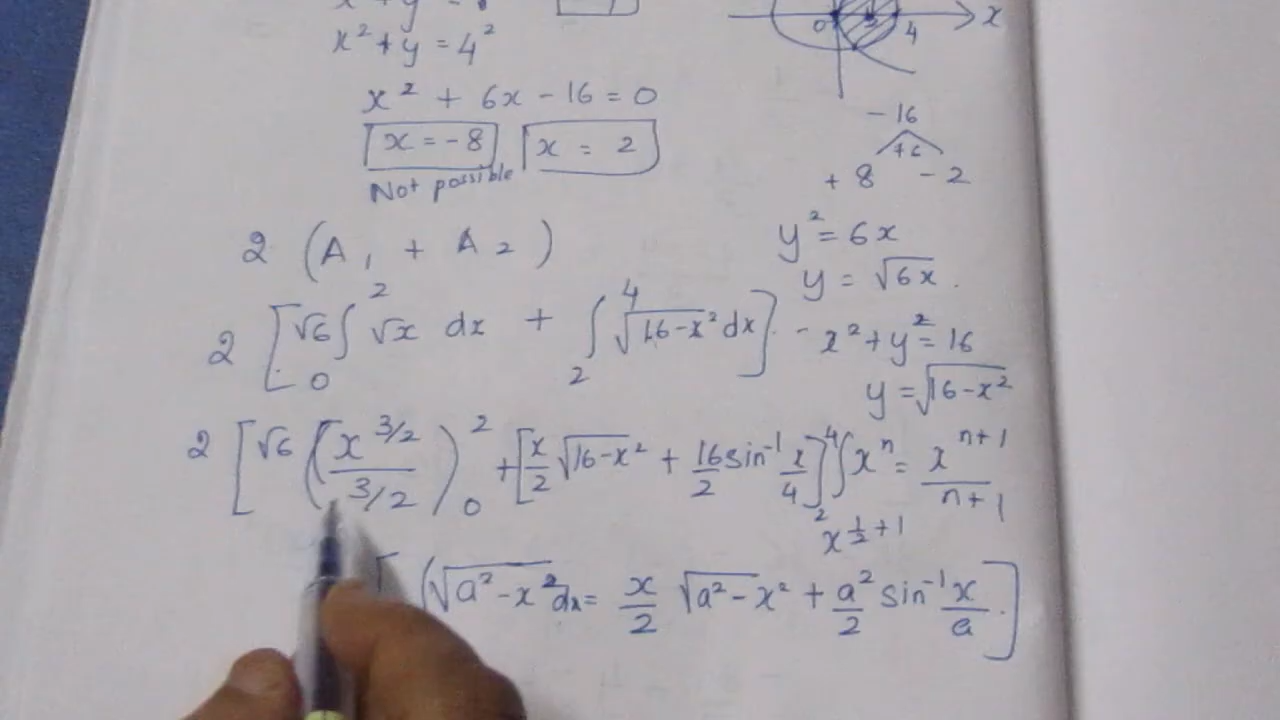 x² + y = 4²
0 4 x
x² + 6x - 16 = 0
x = -8 x = 2
Not possible
-16
+6
+8 -2
2 (A₁ + A₂)
y² = 6x
y = √6x .
2 [√6 ∫₀² √x dx + ∫₂⁴ √16-x² dx]
x² + y² = 16
y = √16-x²
2 [√6 (x^3/2 / 3/2)₀² + [x/2 √16-x² + 16/2 sin⁻¹ x/4]₂⁴
∫xⁿ = x^n+1 / n+1
x^1/2+1
[∫√a²-x² dx = x/2 √a²-x² + a²/2 sin⁻¹ x/a .]